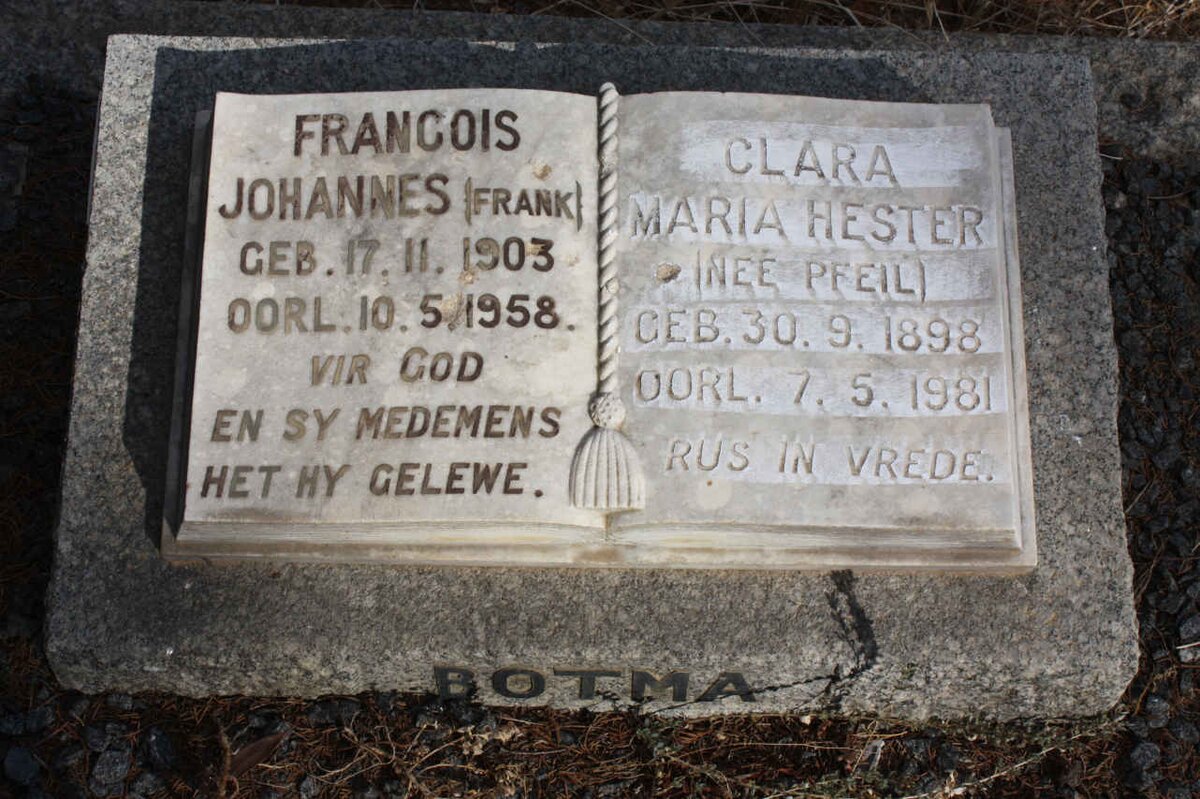 FRANCOIS
JOHANNES (FRANK)
GEB. 17. 11. 1903
OORL. 10. 5. 1958.
VIR GOD
EN SY MEDEMENS
HET HY GELEWE.
CLARA
MARIA HESTER
(NEE PFEIL)
GEB. 30. 9. 1898
OORL. 7. 5. 1981
RUS IN VREDE.
BOTMA